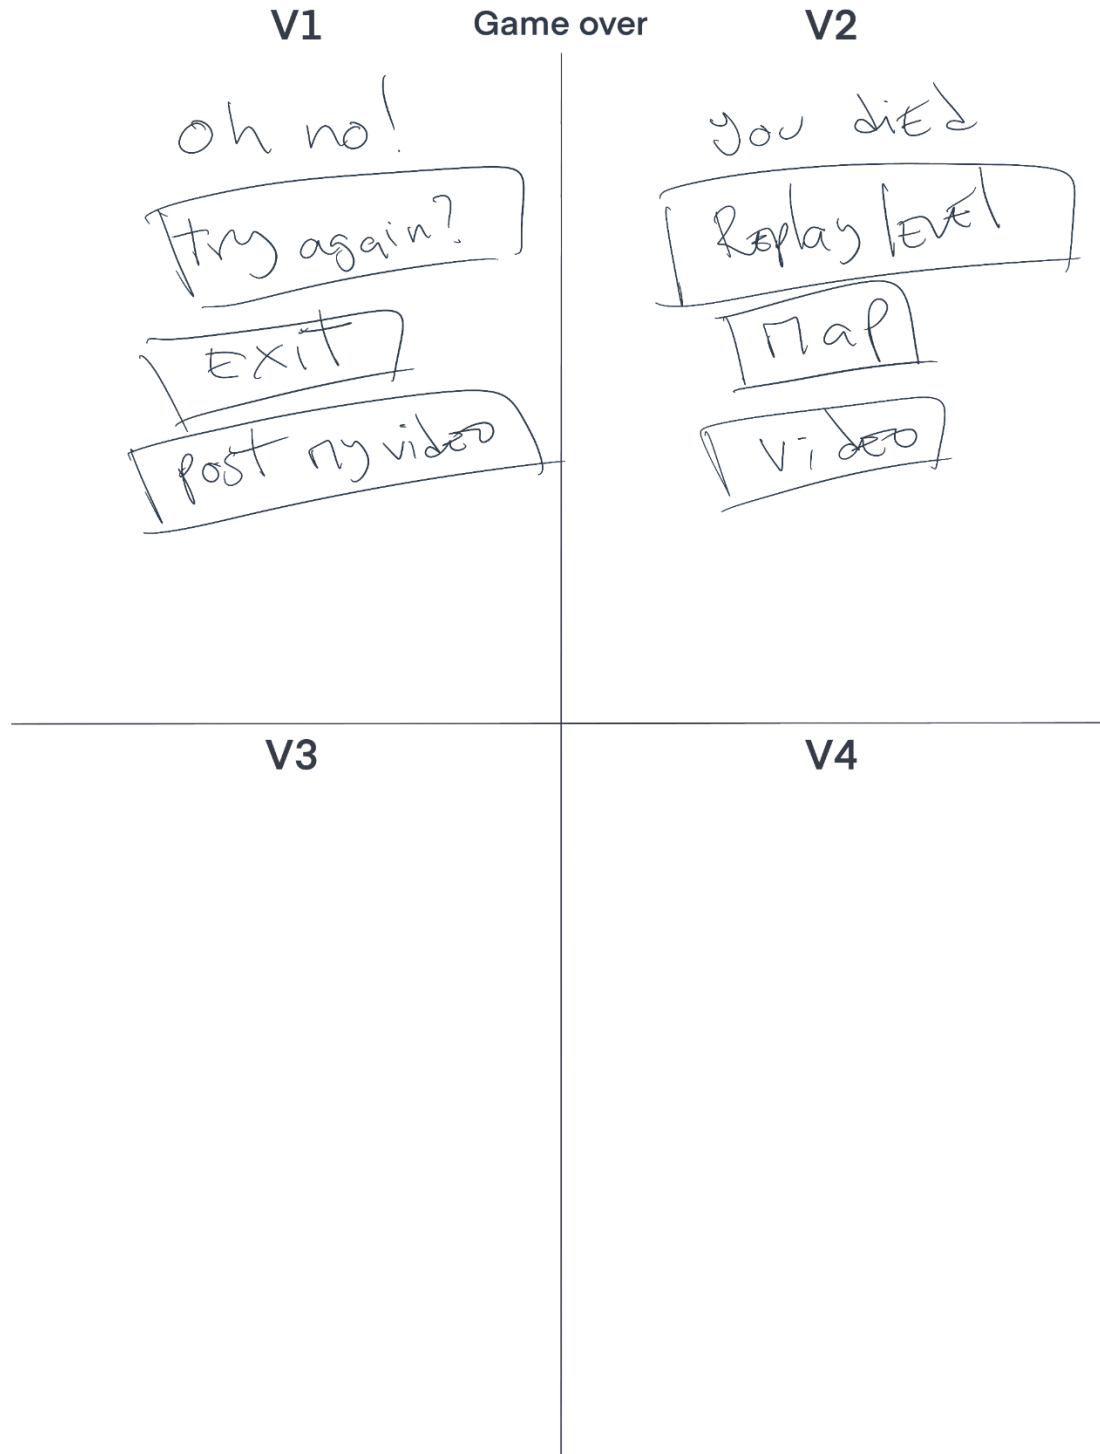 V1 Game over V2
oh no!
try again?
Exit
post my video
you died
Replay level
Map
Video
V3
V4